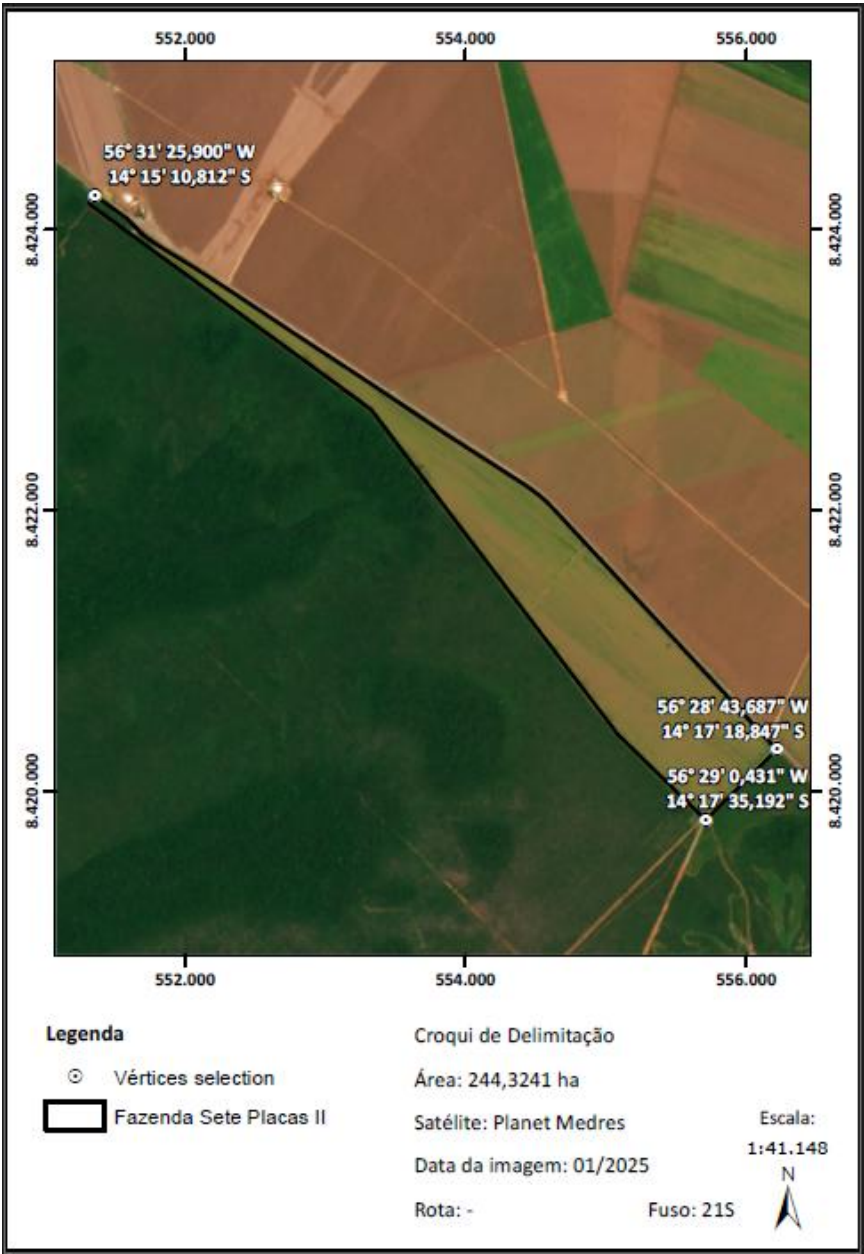 552.000 554.000 556.000
56° 31' 25,900" W
14° 15' 10,812" S
8.424.000 8.424.000
8.422.000 8.422.000
56° 28' 43,687" W
14° 17' 18,847" S
56° 29' 0,431" W
14° 17' 35,192" S
8.420.000 8.420.000
552.000 554.000 556.000
Legenda
Vértices selection
Fazenda Sete Placas II
Croqui de Delimitação
Área: 244,3241 ha
Satélite: Planet Medres
Data da imagem: 01/2025
Rota: -
Fuso: 21S
Escala:
1:41.148
N